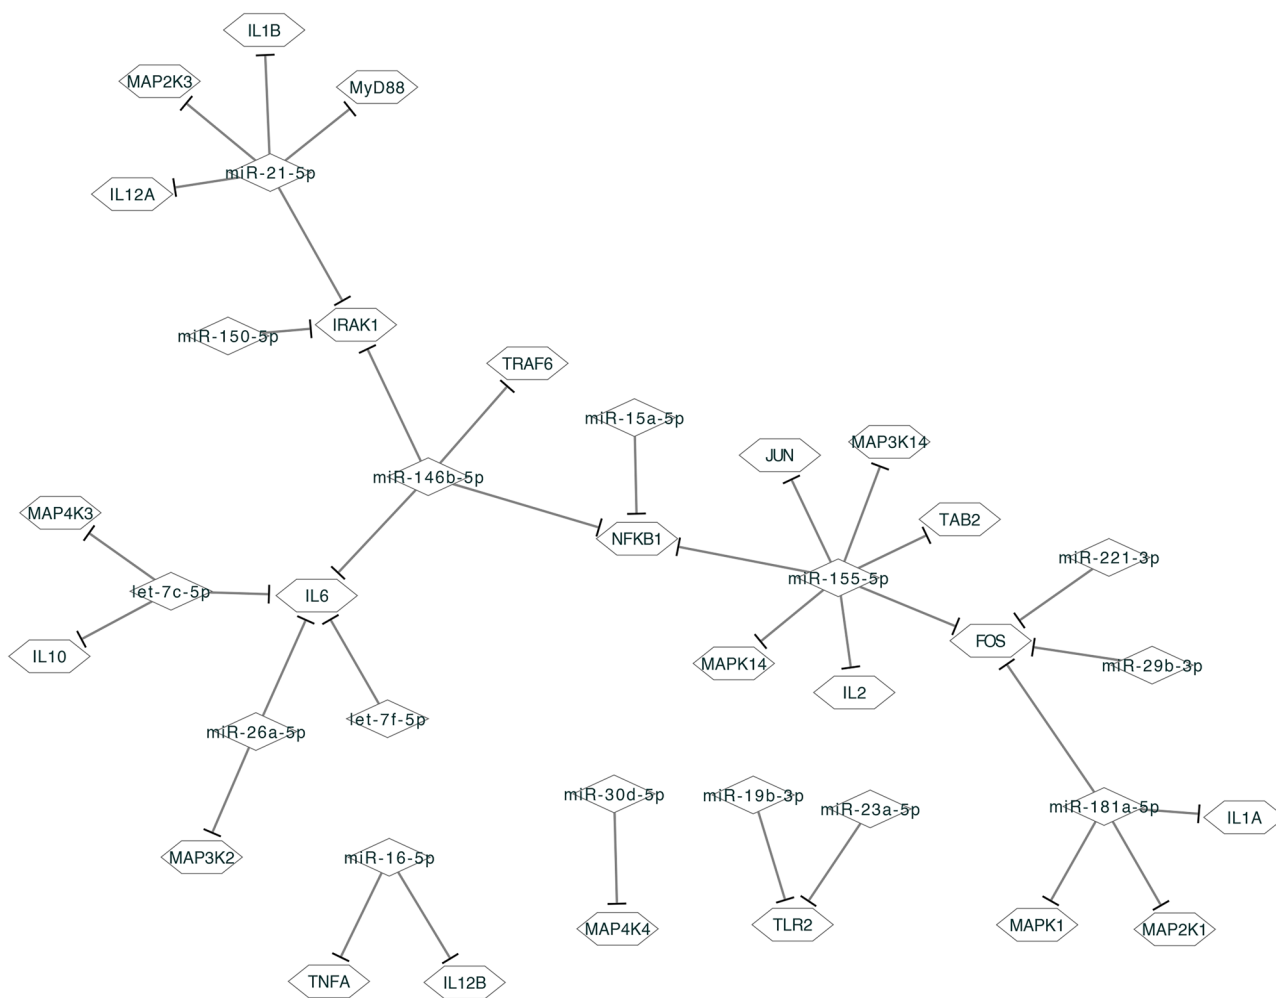 IL1B
MAP2K3
MyD88
miR-21-5p
IL12A
IRAK1
miR-150-5p
TRAF6
miR-15a-5p
JUN
MAP3K14
miR-146b-5p
MAP4K3
TAB2
NFKB1
miR-221-3p
miR-155-5p
let-7c-5p
IL6
FOS
IL10
MAPK14
miR-29b-3p
IL2
let-7f-5p
miR-26a-5p
miR-30d-5p
miR-19b-3p
miR-23a-5p
miR-181a-5p
IL1A
MAP3K2
miR-16-5p
MAP4K4
TLR2
MAPK1
MAP2K1
TNFA
IL12B